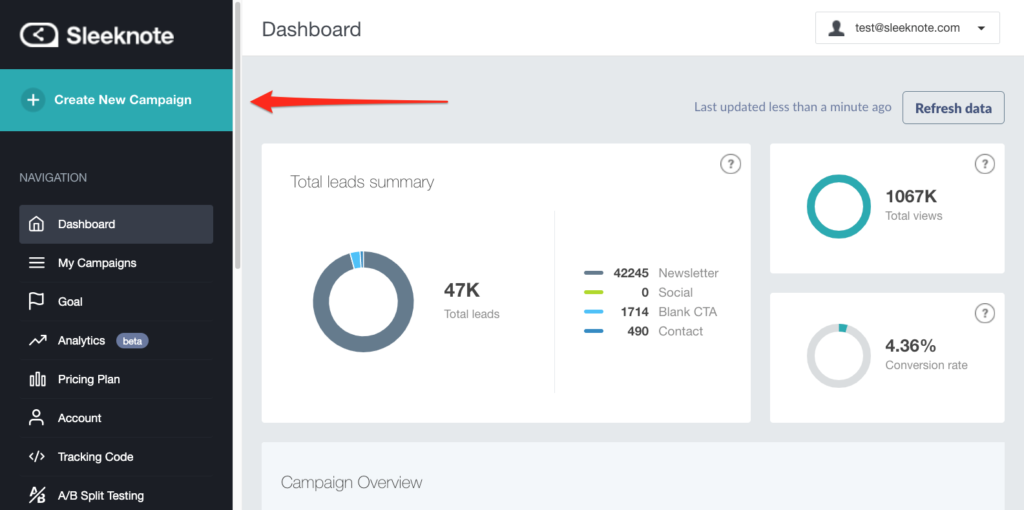 Sleeknote
Create New Campaign
NAVIGATION
Dashboard
My Campaigns
Goal
Analytics beta
Pricing Plan
Account
Tracking Code
A/B Split Testing
Dashboard
test@sleeknote.com
Last updated less than a minute ago
Refresh data
Total leads summary
?
47K
Total leads
42245 Newsletter
0 Social
1714 Blank CTA
490 Contact
?
1067K
Total views
?
4.36%
Conversion rate
Campaign Overview